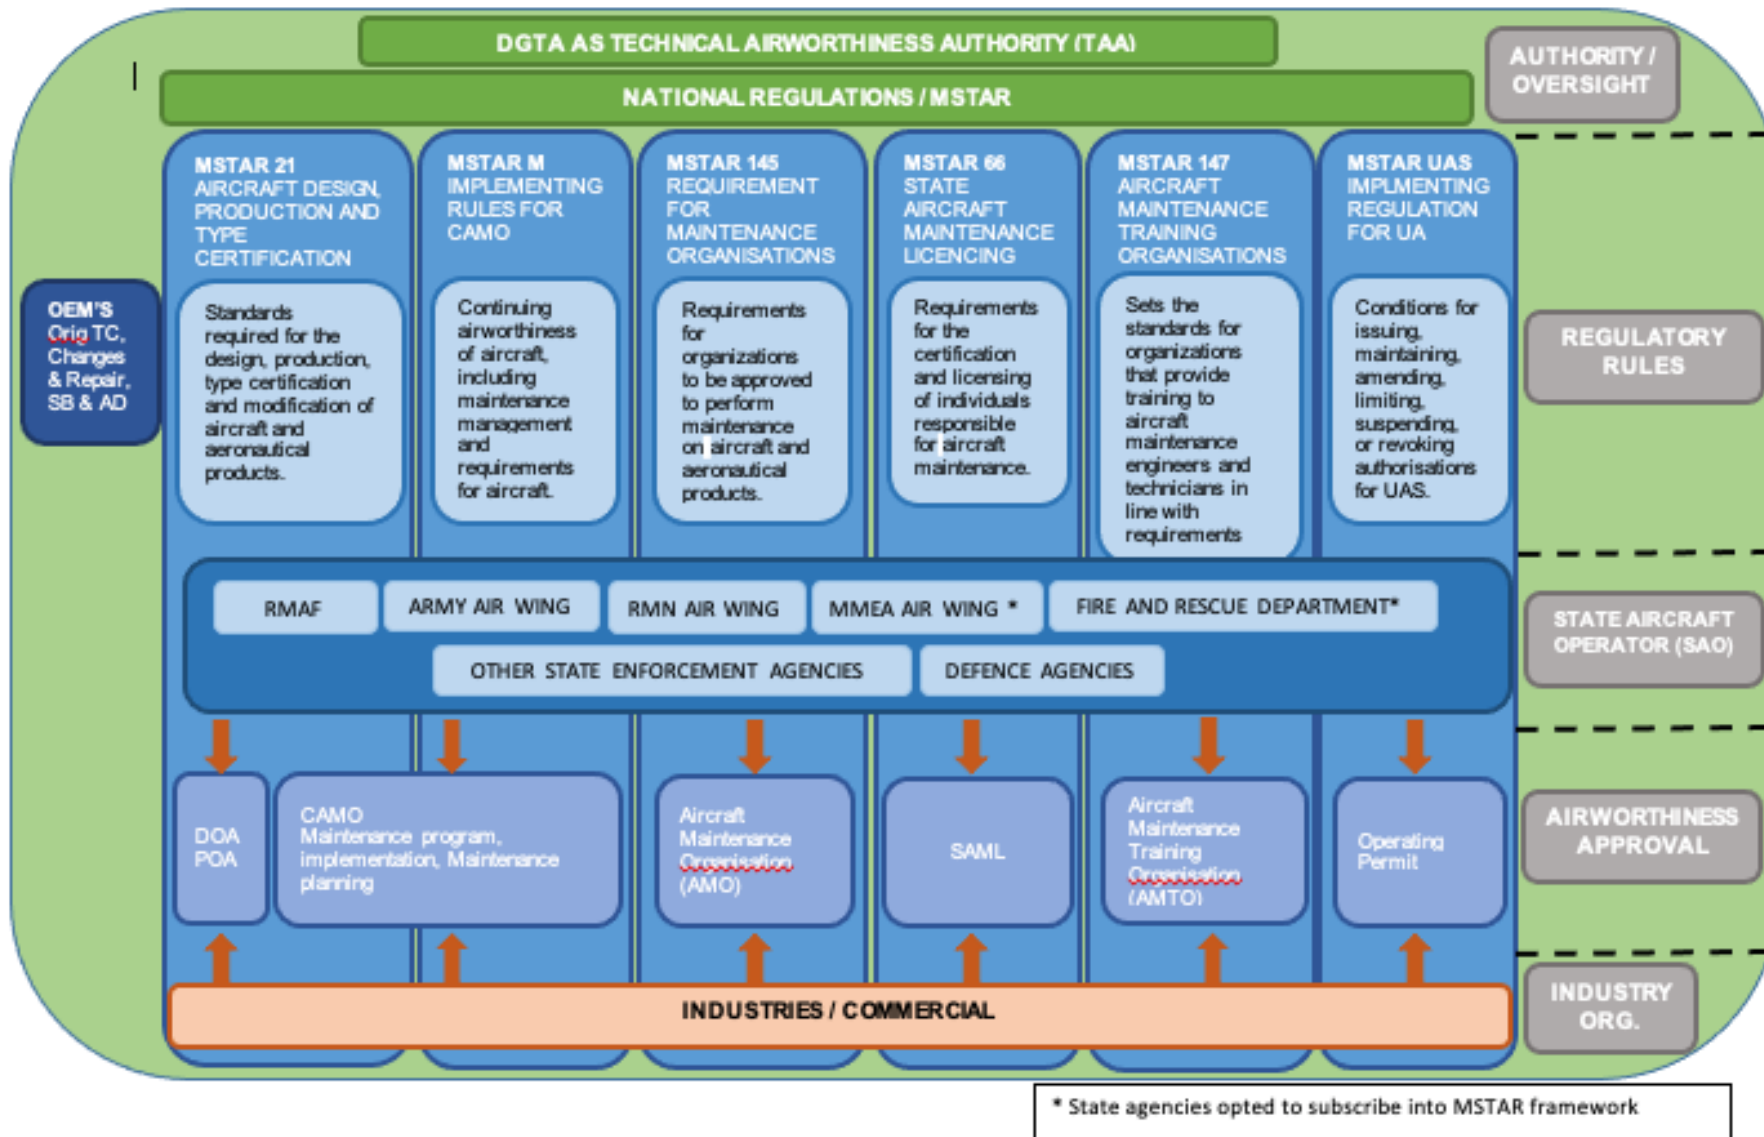 DGTA AS TECHNICAL AIRWORTHINESS AUTHORITY (TAA)
NATIONAL REGULATIONS / MSTAR
AUTHORITY /
OVERSIGHT
MSTAR 21
AIRCRAFT DESIGN,
PRODUCTION AND
TYPE
CERTIFICATION
MSTAR M
IMPLEMENTING
RULES FOR
CAMO
MSTAR 145
REQUIREMENT
FOR
MAINTENANCE
ORGANISATIONS
MSTAR 66
STATE
AIRCRAFT
MAINTENANCE
LICENCING
MSTAR 147
AIRCRAFT
MAINTENANCE
TRAINING
ORGANISATIONS
MSTAR UAS
IMPLMENTING
REGULATION
FOR UA
OEM'S
Orig TC,
Changes
& Repair,
SB & AD
Standards
required for the
design, production,
type certification
and modification of
aircraft and
aeronautical
products.
Continuing
airworthiness
of aircraft,
including
maintenance
management
and
requirements
for aircraft.
Requirements
for
organizations
to be approved
to perform
maintenance
on aircraft and
aeronautical
products.
Requirements
for the
certification
and licensing
of individuals
responsible
for aircraft
maintenance.
Sets the
standards for
organizations
that provide
training to
aircraft
maintenance
engineers and
technicians in
line with
requirements
Conditions for
issuing,
maintaining,
amending,
limiting,
suspending,
or revoking
authorisations
for UAS.
REGULATORY
RULES
RMAF
ARMY AIR WING
RMN AIR WING
MMEA AIR WING *
FIRE AND RESCUE DEPARTMENT*
OTHER STATE ENFORCEMENT AGENCIES
DEFENCE AGENCIES
STATE AIRCRAFT
OPERATOR (SAO)
DOA
POA
CAMO
Maintenance program,
implementation, Maintenance
planning
Aircraft
Maintenance
Organisation
(AMO)
SAML
Aircraft
Maintenance
Training
Organisation
(AMTO)
Operating
Permit
AIRWORTHINESS
APPROVAL
INDUSTRIES / COMMERCIAL
INDUSTRY
ORG.
* State agencies opted to subscribe into MSTAR framework